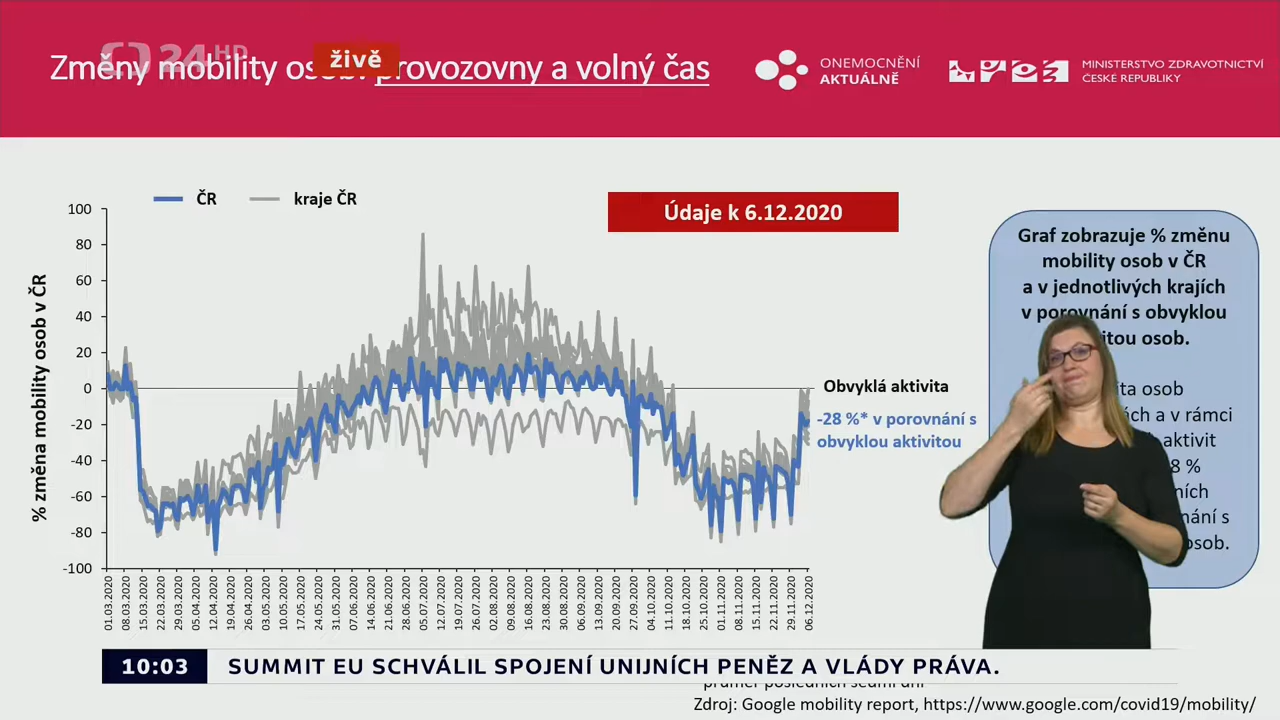 Změny mobility osob: provozovny a volný čas
24 HD
živě
ONEMOCNĚNÍ
AKTUÁLNĚ
MINISTERSTVO ZDRAVOTNICTVÍ
ČESKÉ REPUBLIKY
ČR
kraje ČR
Údaje k 6.12.2020
% změna mobility osob v ČR
100
80
60
40
20
0
-20
-40
-60
-80
-100
01.03.2020
08.03.2020
15.03.2020
22.03.2020
29.03.2020
05.04.2020
12.04.2020
19.04.2020
26.04.2020
03.05.2020
10.05.2020
17.05.2020
24.05.2020
31.05.2020
07.06.2020
14.06.2020
21.06.2020
28.06.2020
05.07.2020
12.07.2020
19.07.2020
26.07.2020
02.08.2020
09.08.2020
16.08.2020
23.08.2020
30.08.2020
06.09.2020
13.09.2020
20.09.2020
27.09.2020
04.10.2020
11.10.2020
18.10.2020
25.10.2020
01.11.2020
08.11.2020
15.11.2020
22.11.2020
29.11.2020
06.12.2020
Obvyklá aktivita
-28 %* v porovnání s
obvyklou aktivitou
Graf zobrazuje % změnu
mobility osob v ČR
a v jednotlivých krajích
v porovnání s obvyklou
osob.
osob
a v rámci
aktivit
8 %
s
osob.
10:03
SUMMIT EU SCHVÁLIL SPOJENÍ UNIJNÍCH PENĚZ A VLÁDY PRÁVA.
průměr posledních sedmi dní
Zdroj: Google mobility report, https://www.google.com/covid19/mobility/